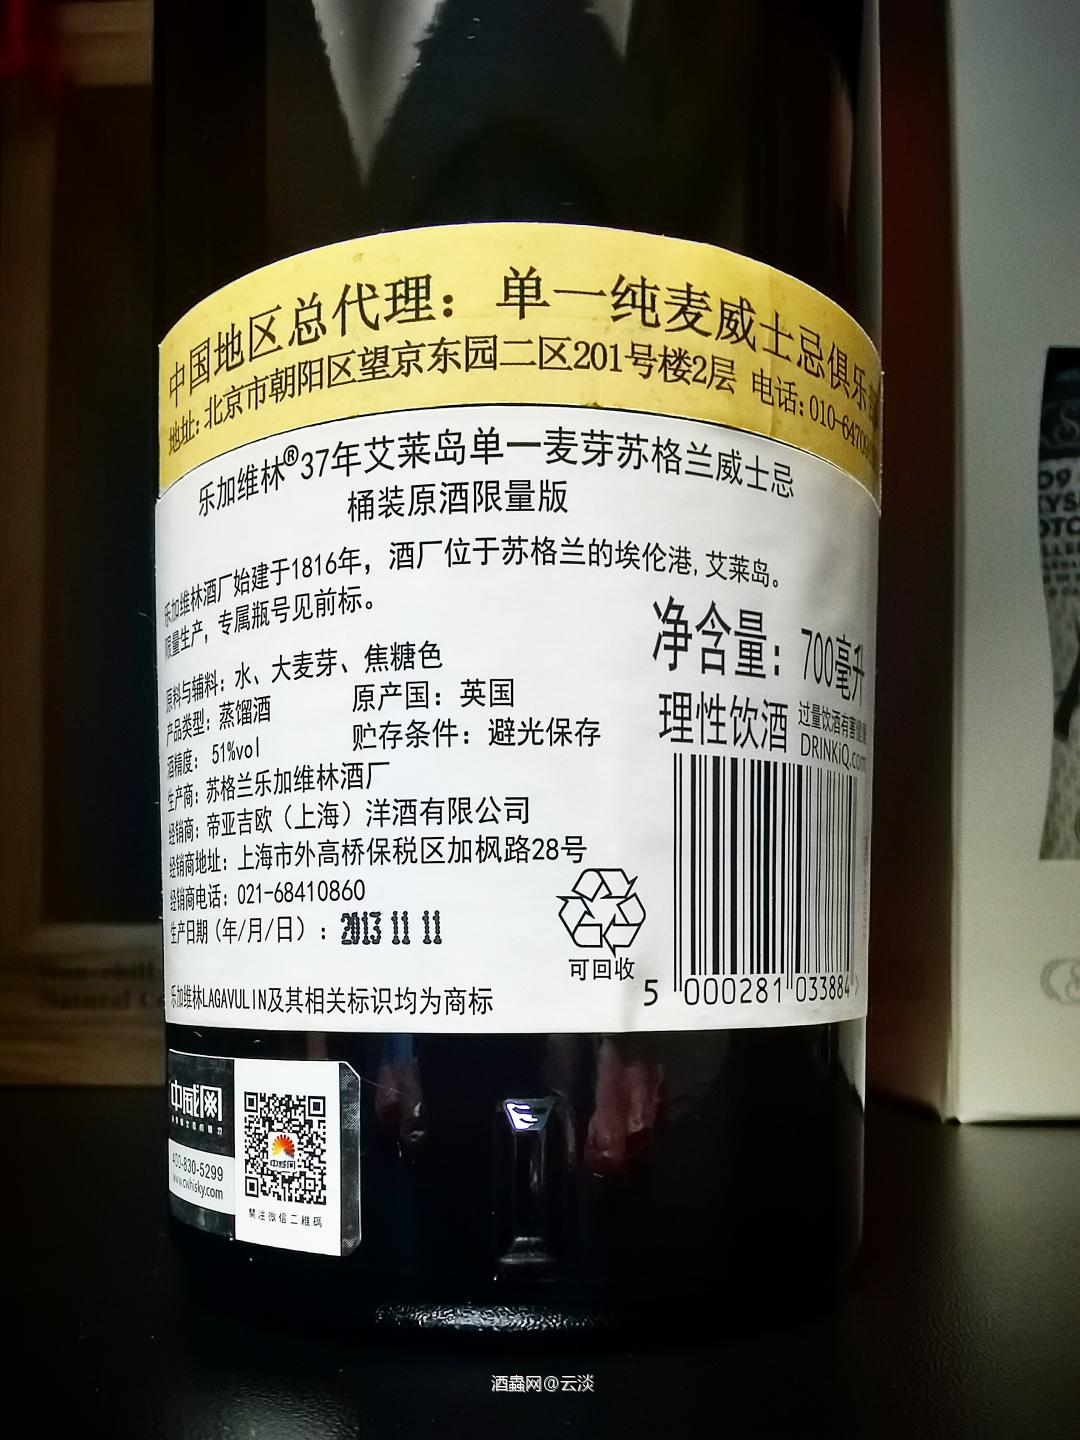 中国地区总代理：单一纯麦威士忌俱乐部
地址：北京市朝阳区望京东园二区201号楼2层 电话：010-64709
乐加维林®37年艾莱岛单一麦芽苏格兰威士忌
桶装原酒限量版
乐加维林酒厂始建于1816年，酒厂位于苏格兰的埃伦港，艾莱岛。
限量生产，专属瓶号见前标。
净含量：700毫升
原料与辅料：水、大麦芽、焦糖色
产品类型：蒸馏酒 原产国：英国
酒精度：51%vol 贮存条件：避光保存
理性饮酒 过量饮酒有害健康
DRINKiQ.com
生产商：苏格兰乐加维林酒厂
经销商：帝亚吉欧（上海）洋酒有限公司
经销商地址：上海市外高桥保税区加枫路28号
经销商电话：021-68410860
生产日期（年/月/日）：2013 11 11
可回收
5 000281 033884
乐加维林LAGAVULIN及其相关标识均为商标
中威网
400-830-5299
www.cwhisky.com
中威网
關注微信二維碼
酒蟲网@云淡